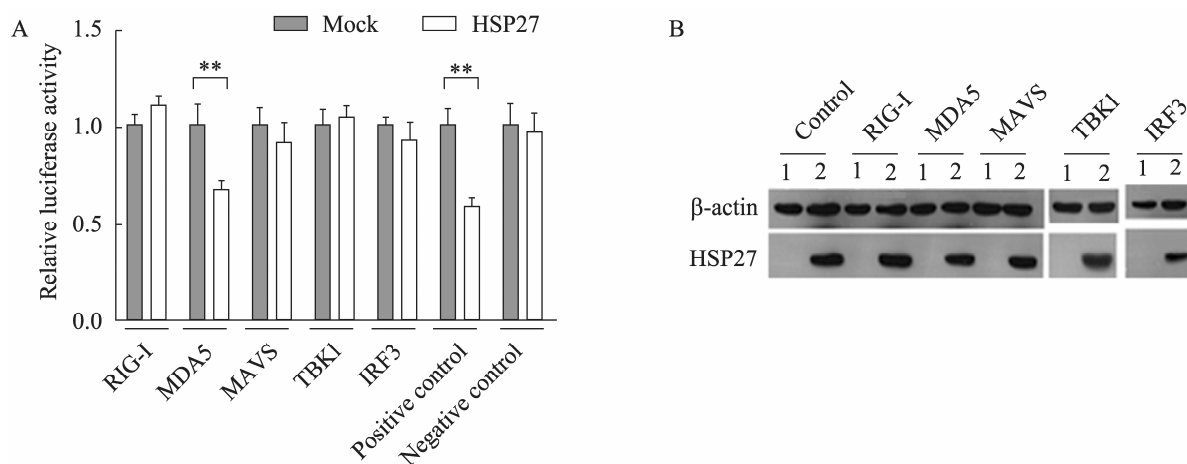 A
Mock
HSP27
Relative luciferase activity
1.5
1.0
0.5
0.0
**
**
RIG-I
MDA5
MAVS
TBK1
IRF3
Positive control
Negative control
B
Control
RIG-I
MDA5
MAVS
TBK1
IRF3
1 2 1 2 1 2 1 2 1 2 1 2
β-actin
HSP27